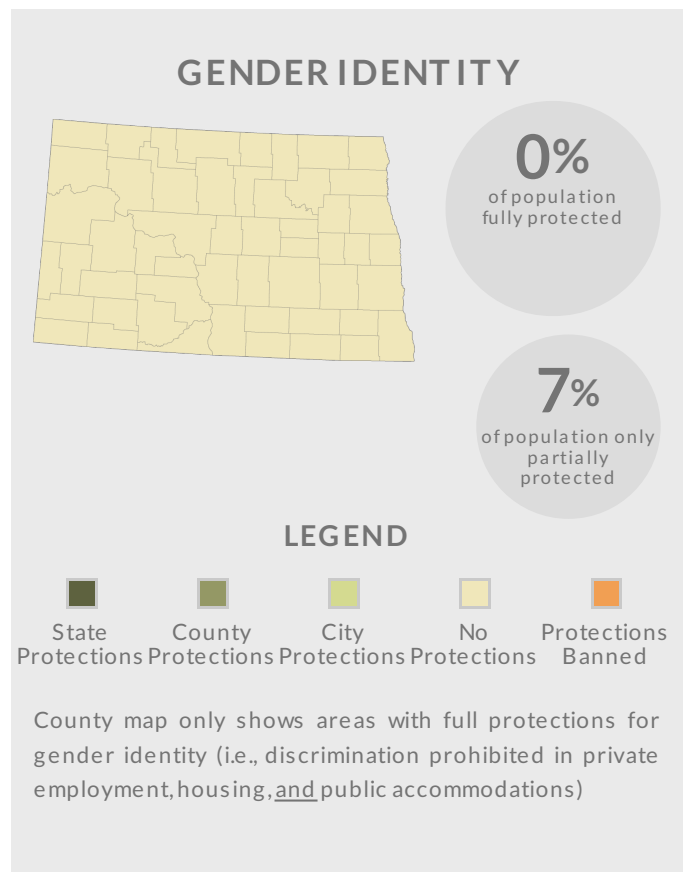 GENDER IDENTITY
0%
of population
fully protected
7%
of population only
partially
protected
LEGEND
State
Protections
County
Protections
City
Protections
No
Protections
Protections
Banned
County map only shows areas with full protections for
gender identity (i.e., discrimination prohibited in private
employment, housing, and public accommodations)